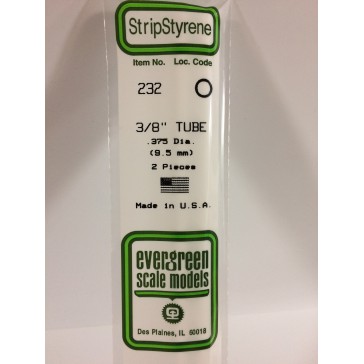 StripStyrene
Item No. Loc. Code
232
3/8" TUBE
.375 Dia.
(9.5 mm)
2 Pieces
Made in U.S.A.
evergreen
scale models
Des Plaines, IL 60018